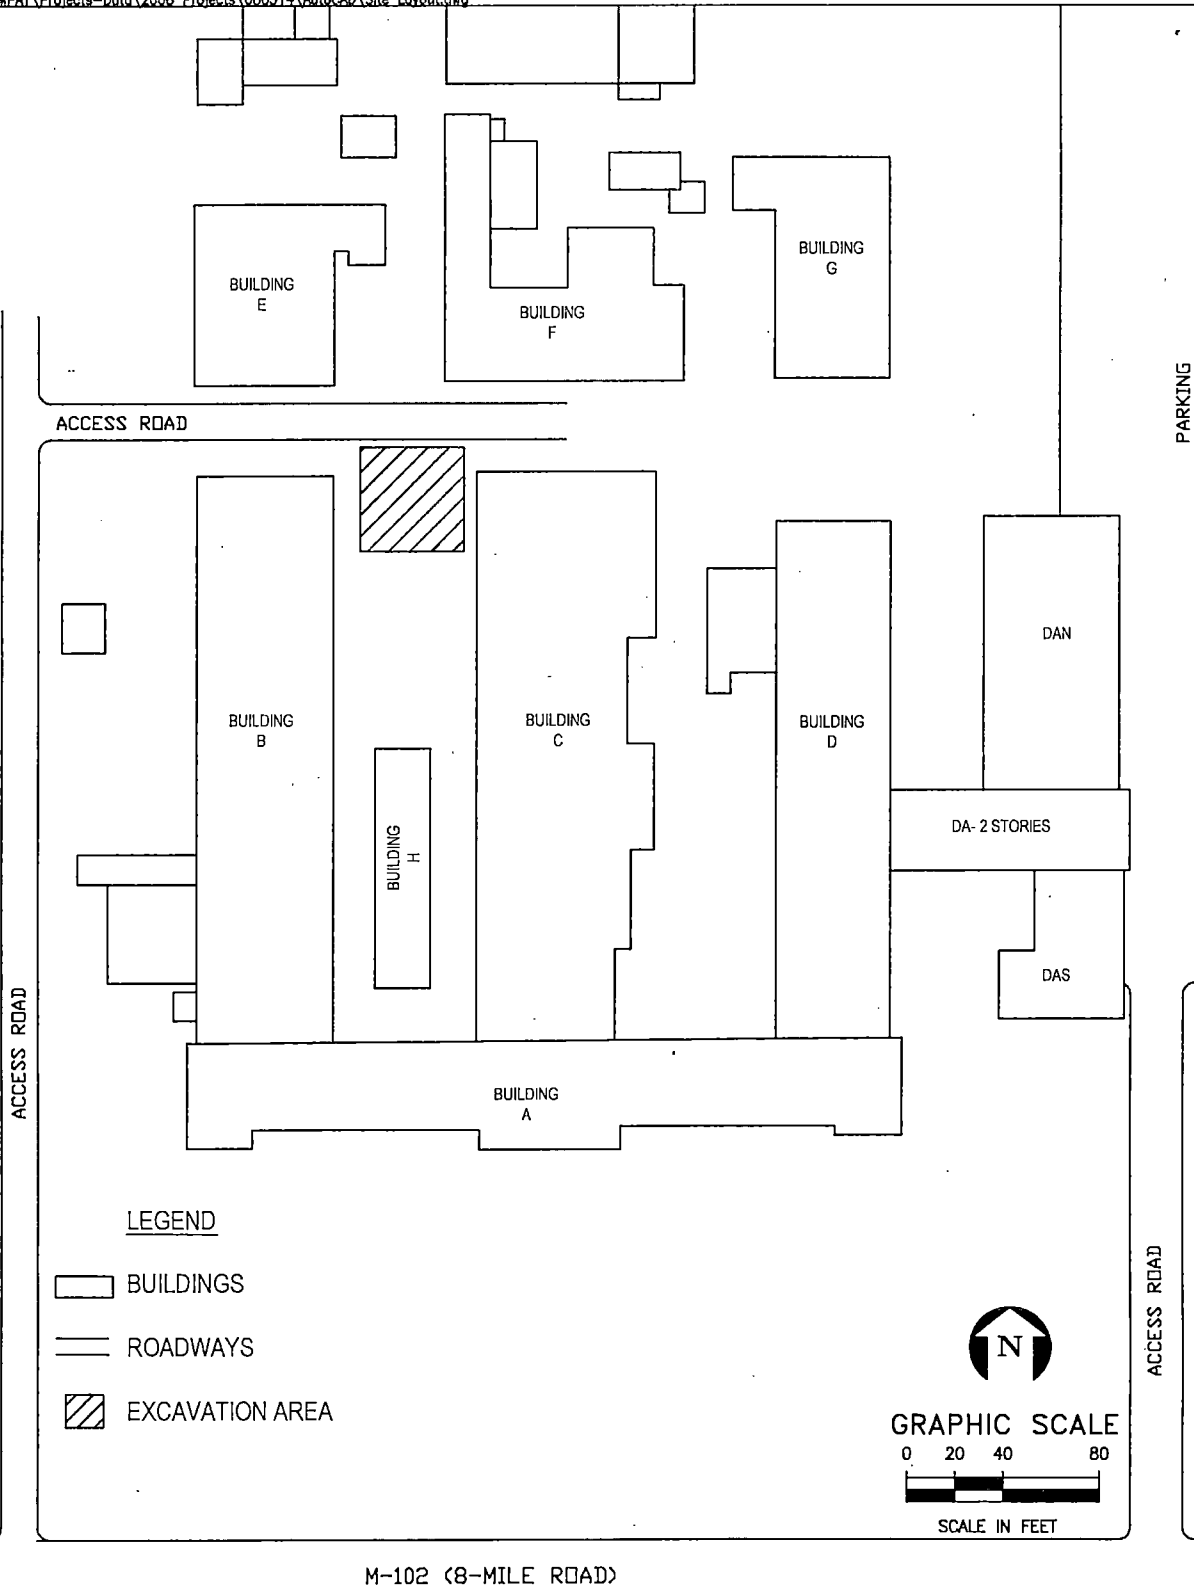 BUILDING
E
BUILDING
F
BUILDING
G
PARKING
ACCESS ROAD
BUILDING
B
BUILDING
H
BUILDING
C
BUILDING
D
DAN
DA- 2 STORIES
DAS
ACCESS ROAD
BUILDING
A
LEGEND
BUILDINGS
ROADWAYS
EXCAVATION AREA
N
GRAPHIC SCALE
0 20 40 80
SCALE IN FEET
ACCESS ROAD
M-102 (8-MILE ROAD)